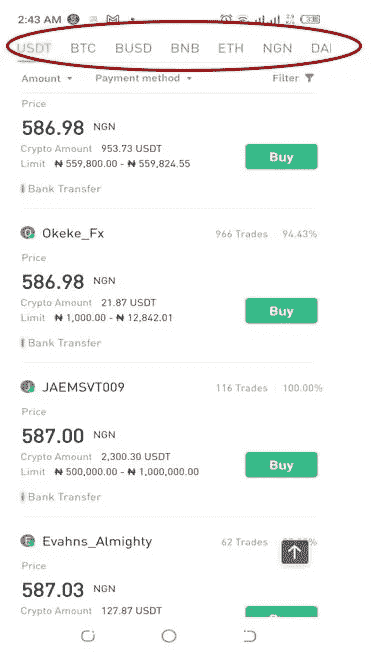 2:43 AM
USDT BTC BUSD BNB ETH NGN DAI
Amount Payment method Filter
Price
586.98 NGN
Crypto Amount 953.73 USDT
Buy
Limit ₦ 559,800.00 - ₦ 559,824.55
Bank Transfer
Okeke_Fx 966 Trades 94.43%
Price
586.98 NGN
Crypto Amount 21.87 USDT
Buy
Limit ₦ 1,000.00 - ₦ 12,842.01
Bank Transfer
JAEMSVT009 116 Trades 100.00%
Price
587.00 NGN
Crypto Amount 2,300.30 USDT
Buy
Limit ₦ 500,000.00 - ₦ 1,000,000.00
Bank Transfer
Evahns_Almighty 62 Trades
Price
587.03 NGN
Crypto Amount 127.87 USDT
Buy